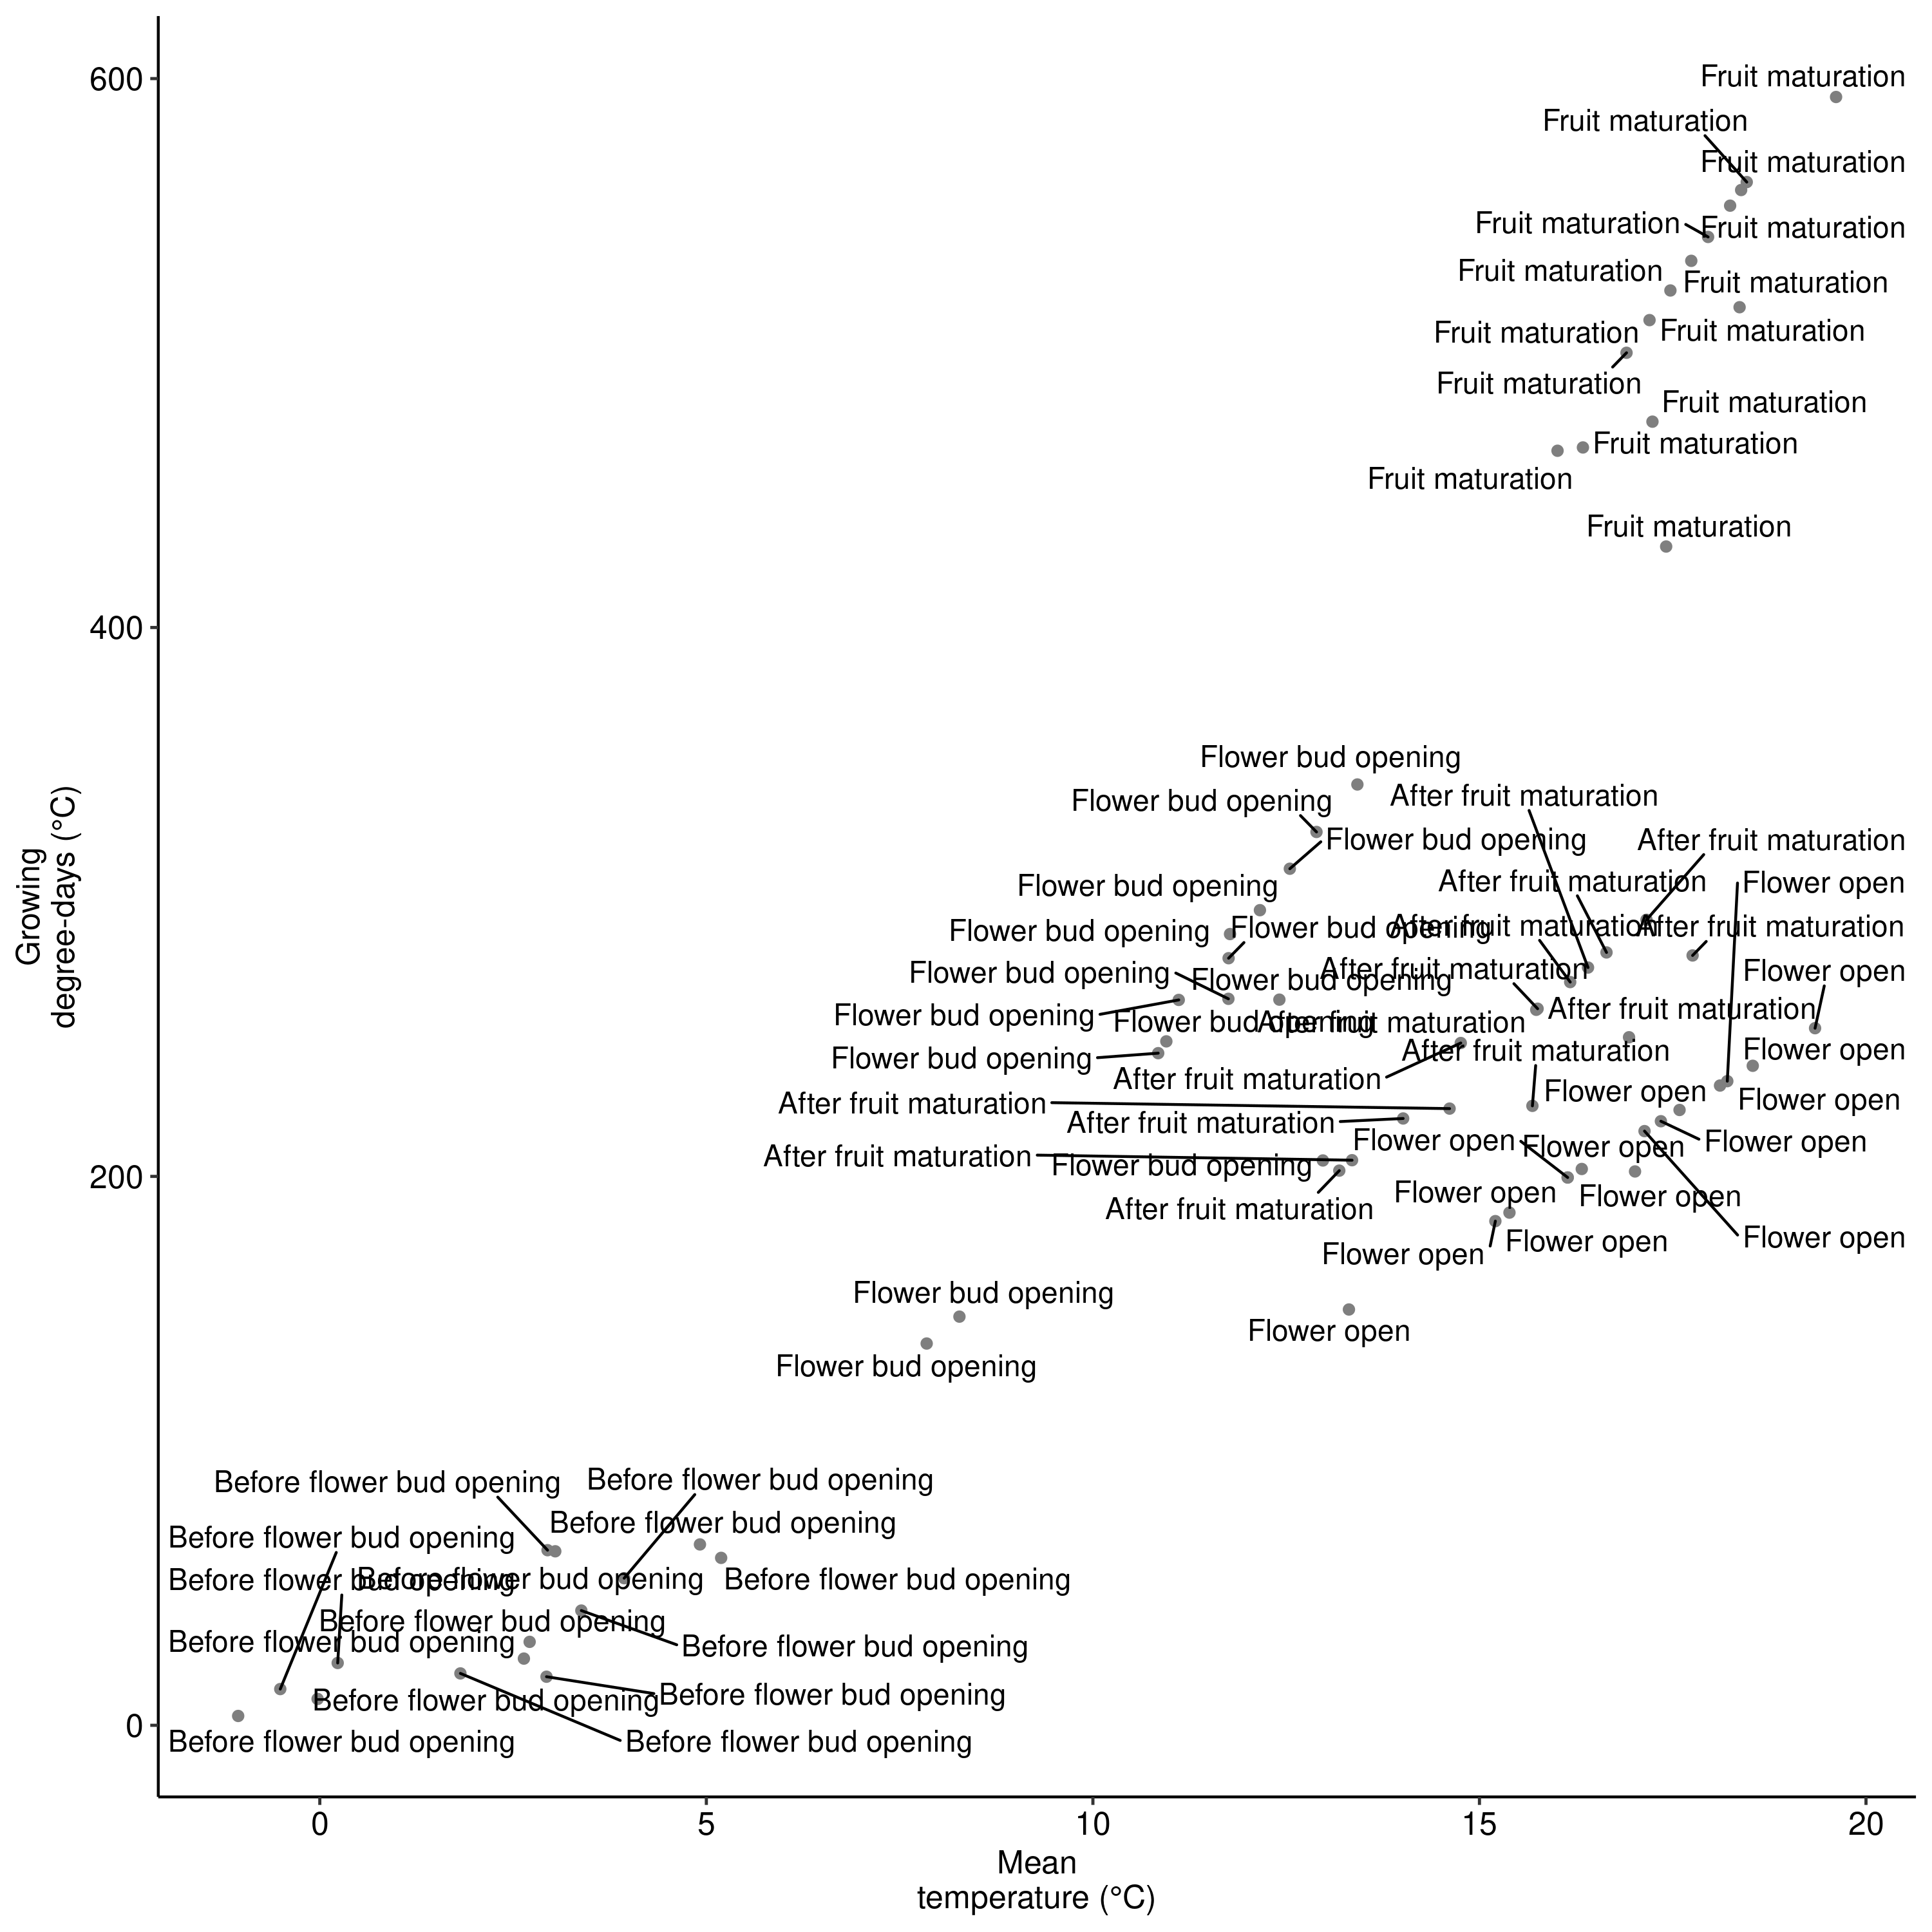 600
Fruit maturation
Fruit maturation
Fruit maturation
Fruit maturation
Fruit maturation
Fruit maturation
Fruit maturation
Fruit maturation
Fruit maturation
Fruit maturation
Fruit maturation
Fruit maturation
Fruit maturation
Fruit maturation
400
Flower bud opening
After fruit maturation
Flower bud opening
Flower bud opening
After fruit maturation
After fruit maturation
Flower open
Flower bud opening
Flower bud opening
Flower bud opening
After fruit maturation
After fruit maturation
Flower bud opening
Flower bud opening
After fruit maturation
Flower open
Flower bud opening
Flower bud opening
After fruit maturation
After fruit maturation
Flower bud opening
After fruit maturation
Flower open
After fruit maturation
Flower open
Flower open
After fruit maturation
After fruit maturation
Flower open
Flower open
Flower open
200
After fruit maturation
Flower bud opening
Flower open
Flower open
After fruit maturation
Flower open
Flower open
Flower open
Flower bud opening
Flower open
Flower bud opening
Before flower bud opening
Before flower bud opening
Before flower bud opening
Before flower bud opening
Before flower bud opening
Before flower bud opening
Before flower bud opening
Before flower bud opening
Before flower bud opening
Before flower bud opening
Before flower bud opening
Before flower bud opening
0
Before flower bud opening
Before flower bud opening
0
5
10
15
20
Growing
degree-days (°C)
Mean
temperature (°C)